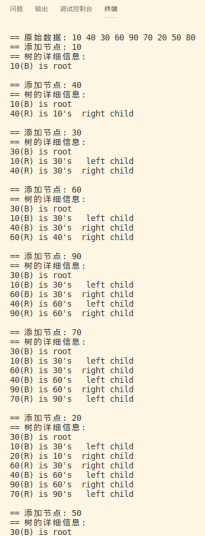 问题 输出 调试控制台 终端
== 原始数据: 10 40 30 60 90 70 20 50 80
== 添加节点: 10
== 树的详细信息:
10(B) is root
== 添加节点: 40
== 树的详细信息:
10(B) is root
40(R) is 10's right child
== 添加节点: 30
== 树的详细信息:
30(B) is root
10(R) is 30's left child
40(R) is 30's right child
== 添加节点: 60
== 树的详细信息:
30(B) is root
10(B) is 30's left child
40(B) is 30's right child
60(R) is 40's right child
== 添加节点: 90
== 树的详细信息:
30(B) is root
10(B) is 30's left child
60(B) is 30's right child
40(R) is 60's left child
90(R) is 60's right child
== 添加节点: 70
== 树的详细信息:
30(B) is root
10(B) is 30's left child
60(R) is 30's right child
40(B) is 60's left child
90(B) is 60's right child
70(R) is 90's left child
== 添加节点: 20
== 树的详细信息:
30(B) is root
10(B) is 30's left child
20(R) is 10's right child
60(R) is 30's right child
40(B) is 60's left child
90(B) is 60's right child
70(R) is 90's left child
== 添加节点: 50
== 树的详细信息:
30(B) is root